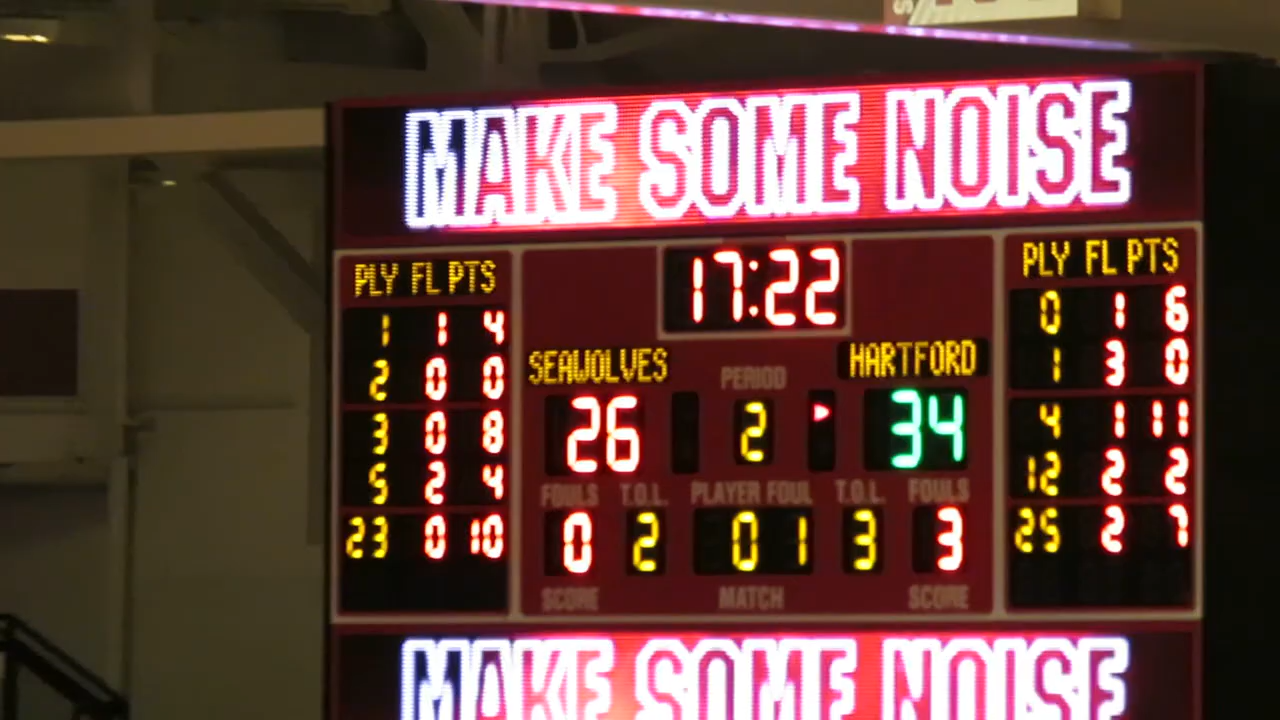 MAKE SOME NOISE
17:22
PLY FL PTS
1 1 4
2 0 0
3 0 8
5 2 4
23 0 10
SEAWOLVES PERIOD HARTFORD
26 2 34
FOULS T.O.L. PLAYER FOUL T.O.L. FOULS
0 2 01 3 3
SCORE MATCH SCORE
PLY FL PTS
0 1 6
1 3 0
4 1 11
12 2 2
25 2 7
MAKE SOME NOISE